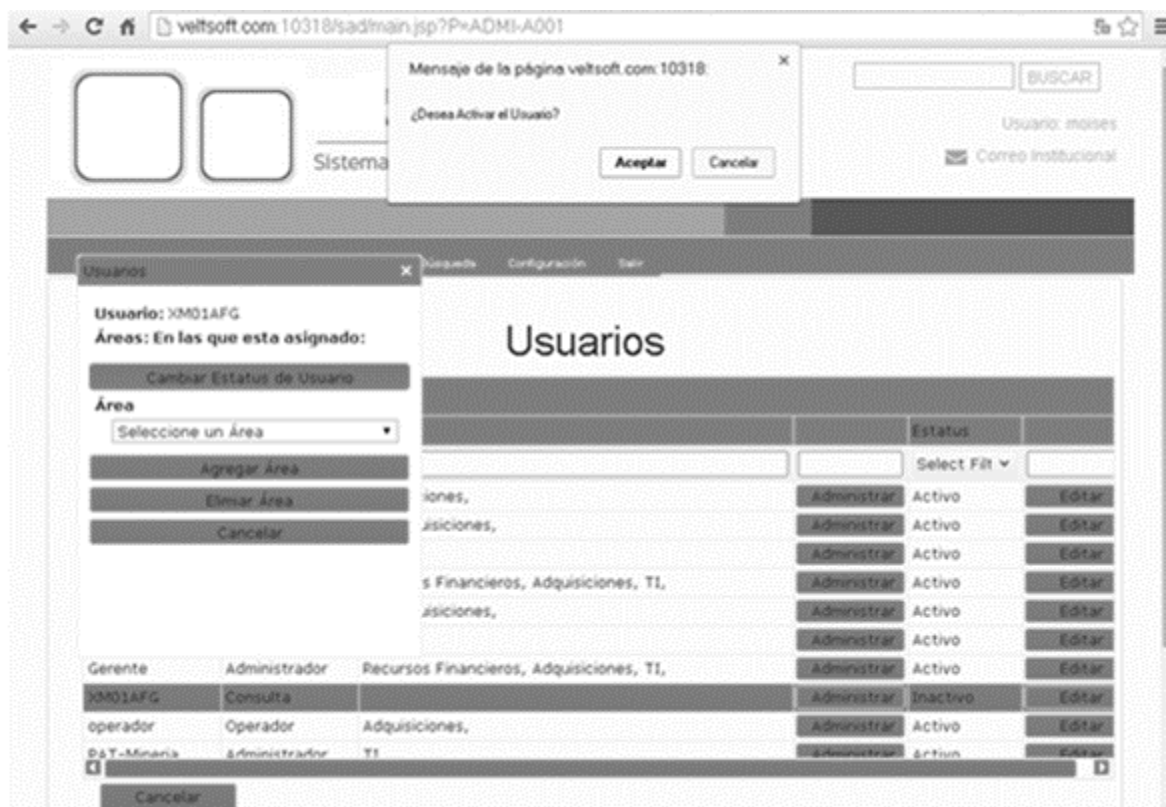 veltsoft.com:10318/sad/main.jsp?P=ADMI-A001
Mensaje de la página veltsoft.com:10318:
¿Desea Activar el Usuario?
Aceptar Cancelar
BUSCAR
Usuario: moises
Correo Institucional
Sistema
Búsqueda Configuración Salir
Usuarios
Usuario: XM01AFG
Áreas: En las que esta asignado:
Cambiar Estatus de Usuario
Área
Seleccione un Área
Agregar Área
Elimiar Área
Cancelar
Usuarios
Estatus
Select Filt
iones, Administrar Activo Editar
uisiciones, Administrar Activo Editar
Administrar Activo Editar
s Financieros, Adquisiciones, TI, Administrar Activo Editar
uisiciones, Administrar Activo Editar
Administrar Activo Editar
Gerente Administrador Recursos Financieros, Adquisiciones, TI, Administrar Activo Editar
XM01AFG Consulta Administrar Inactivo Editar
operador Operador Adquisiciones, Administrar Activo Editar
PAT-Mineria Administrador TI Administrar Activo Editar
Cancelar